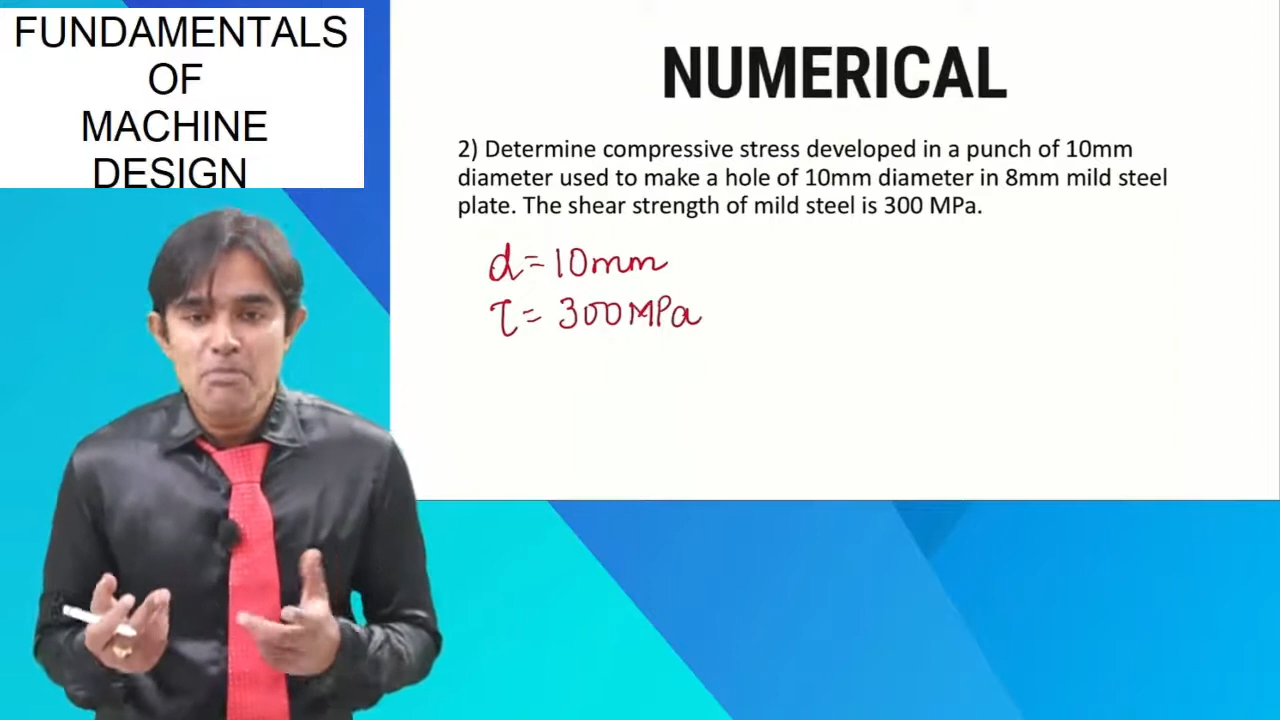 FUNDAMENTALS
OF
MACHINE
DESIGN
NUMERICAL
2) Determine compressive stress developed in a punch of 10mm
diameter used to make a hole of 10mm diameter in 8mm mild steel
plate. The shear strength of mild steel is 300 MPa.
d=10mm
τ= 300MPa